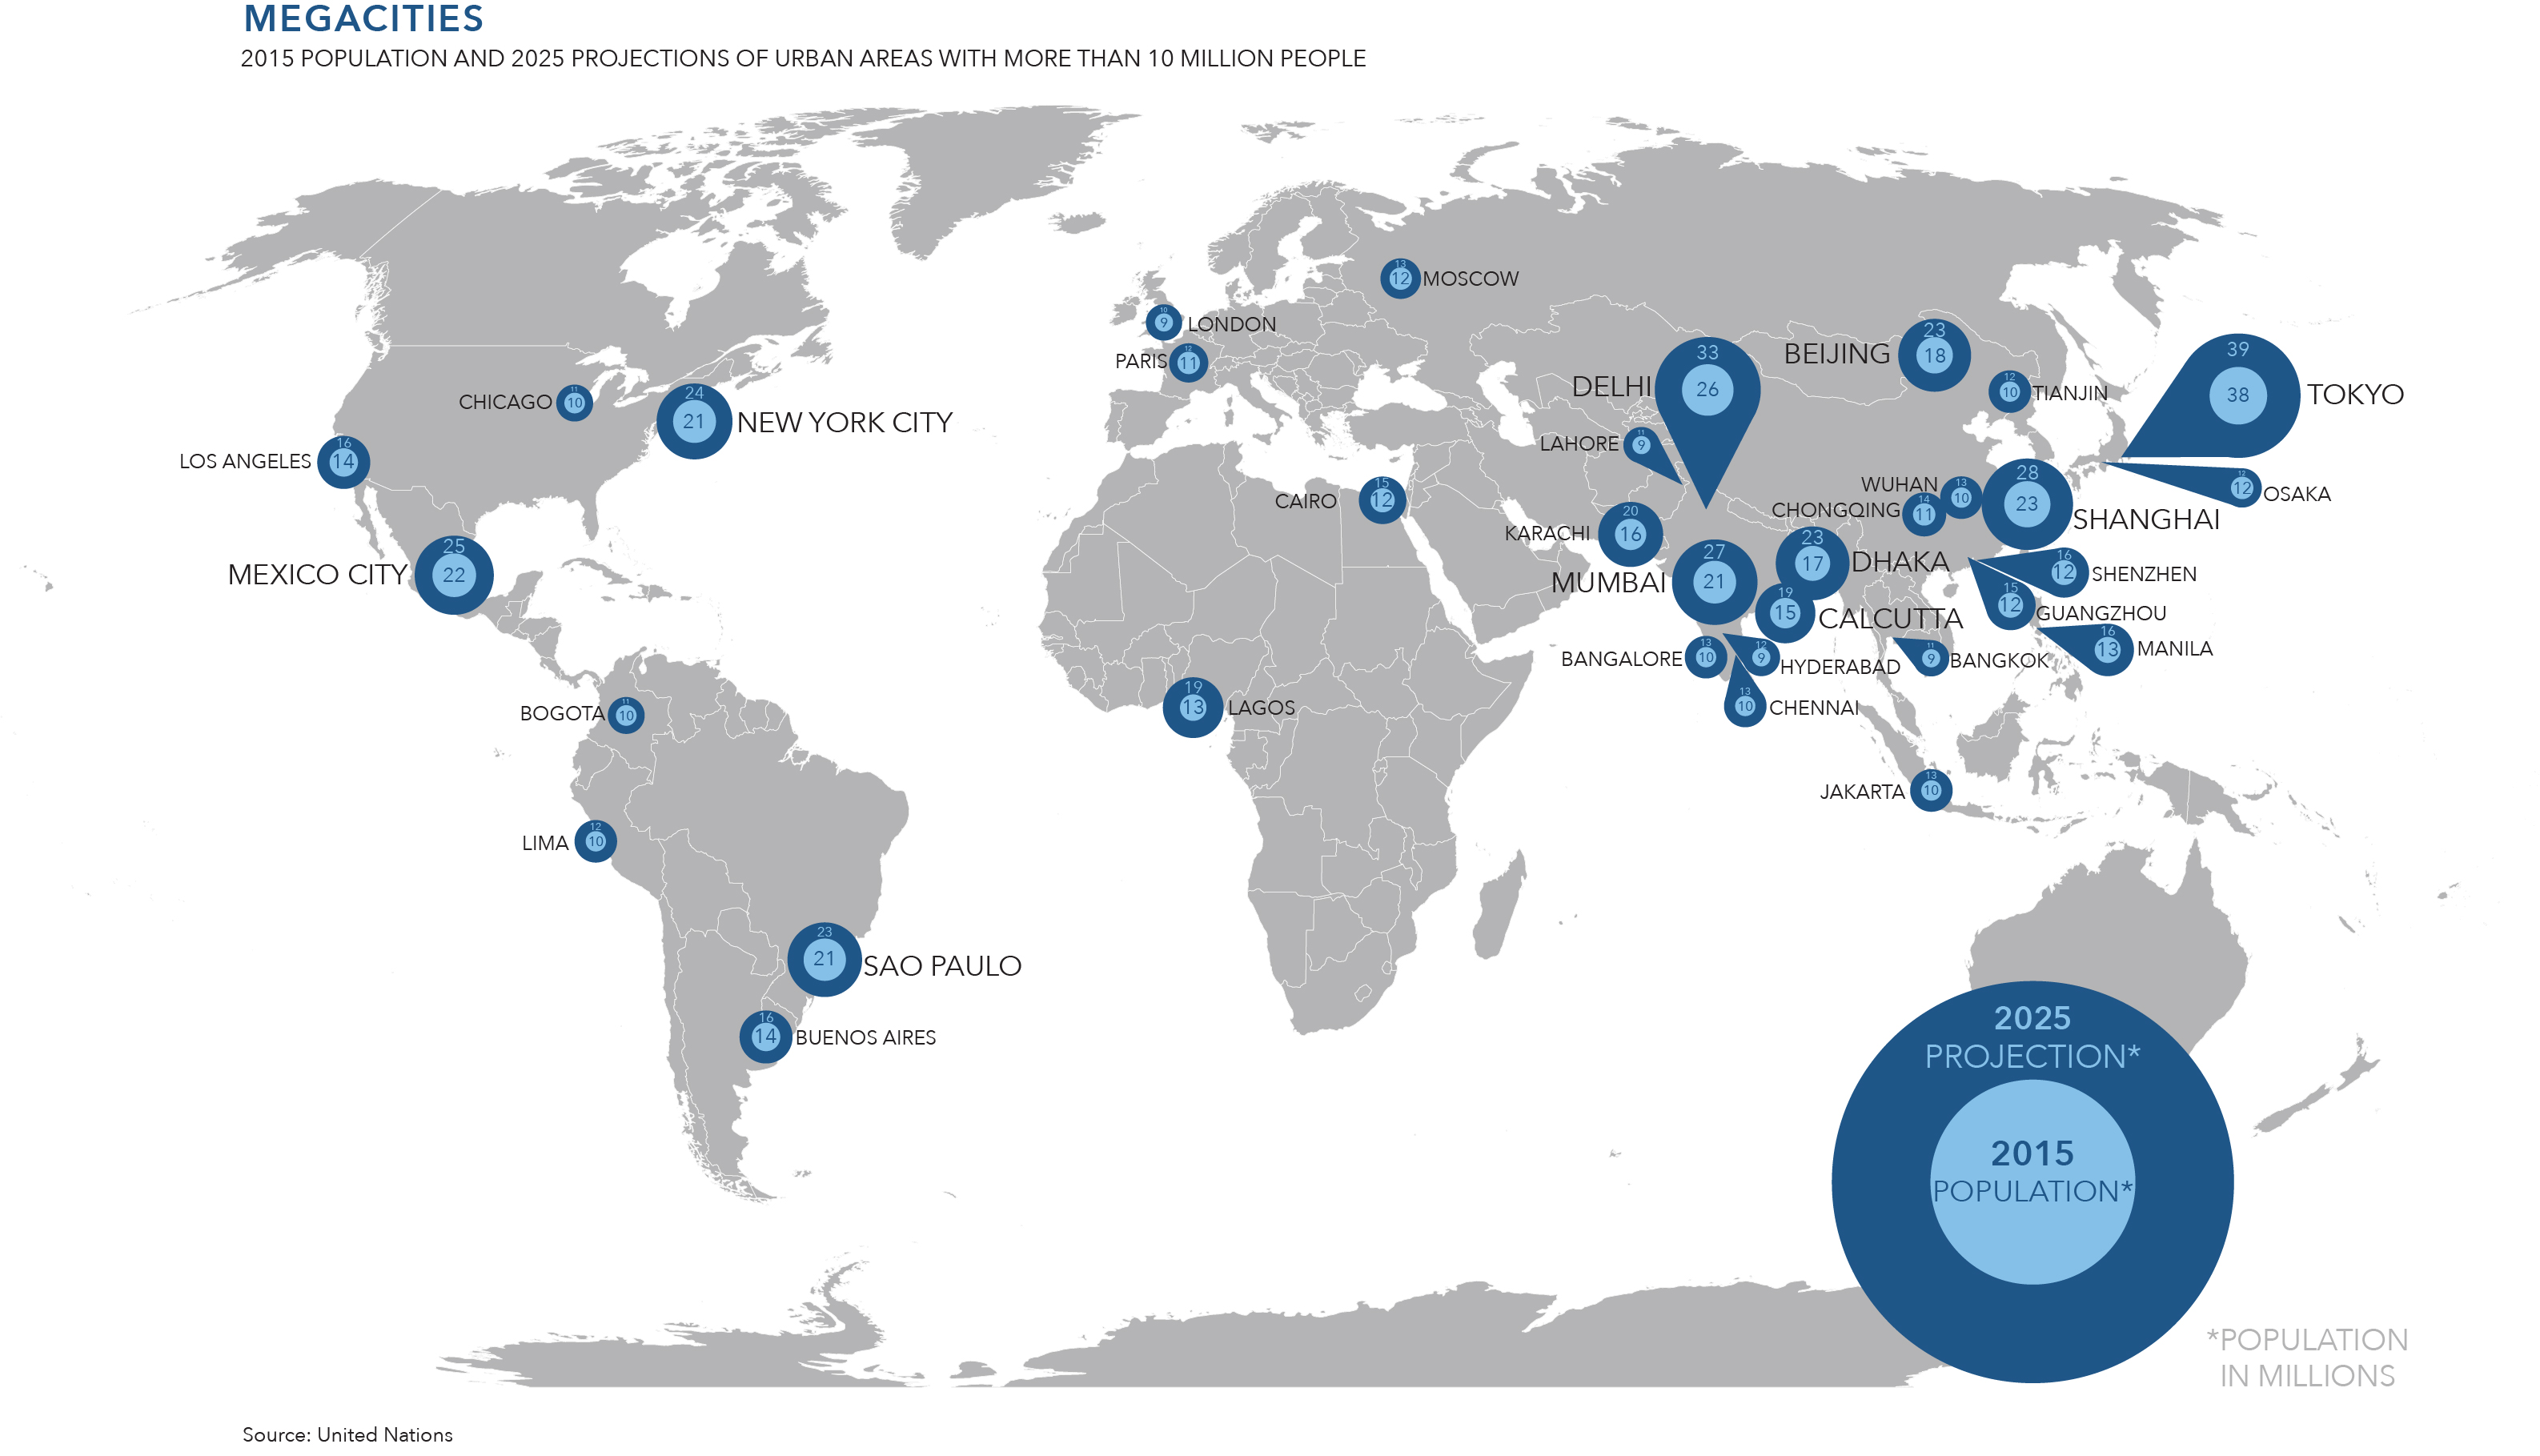 MEGACITIES
2015 POPULATION AND 2025 PROJECTIONS OF URBAN AREAS WITH MORE THAN 10 MILLION PEOPLE
13
12
MOSCOW
10
9
LONDON
12
11
PARIS
11
10
CHICAGO
24
21
NEW YORK CITY
16
14
LOS ANGELES
25
22
MEXICO CITY
11
10
BOGOTA
12
10
LIMA
23
21
SAO PAULO
16
14
BUENOS AIRES
15
12
CAIRO
19
13
LAGOS
33
26
DELHI
11
9
LAHORE
20
16
KARACHI
27
21
MUMBAI
23
17
DHAKA
19
15
CALCUTTA
13
10
BANGALORE
12
9
HYDERABAD
13
10
CHENNAI
23
18
BEIJING
12
10
TIANJIN
39
38
TOKYO
12
12
OSAKA
13
10
WUHAN
14
11
CHONGQING
28
23
SHANGHAI
16
12
SHENZHEN
15
12
GUANGZHOU
16
13
MANILA
11
9
BANGKOK
13
10
JAKARTA
2025
PROJECTION*
2015
POPULATION*
*POPULATION
IN MILLIONS
Source: United Nations